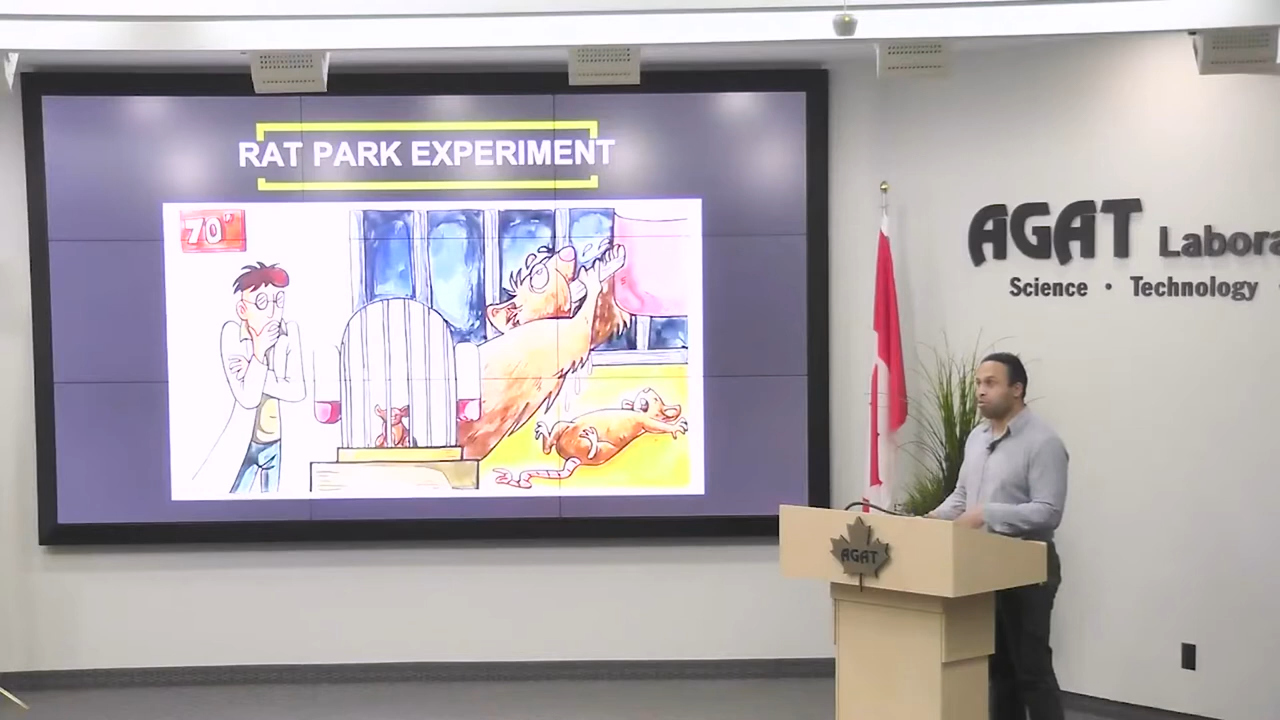 RAT PARK EXPERIMENT
70'
AGAT Labora
Science • Technology •
AGAT